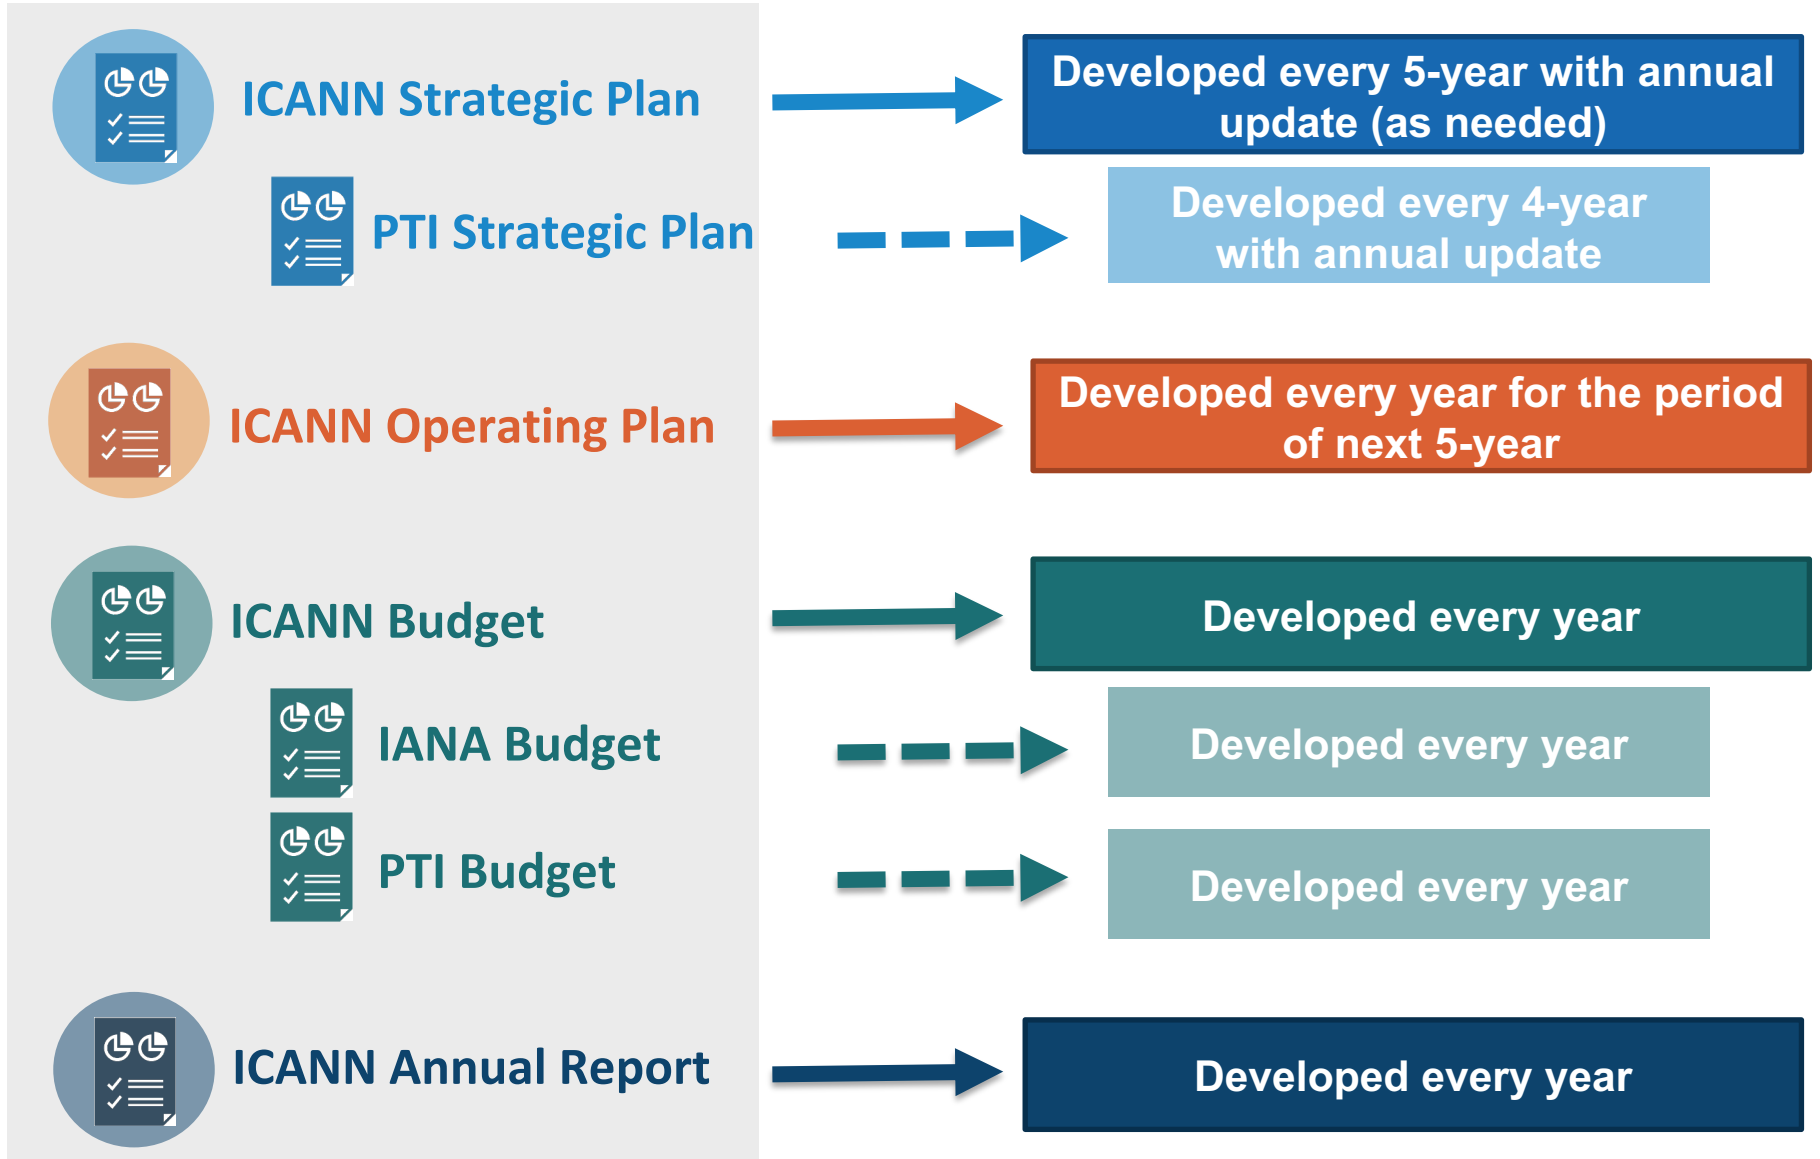 ICANN Strategic Plan
Developed every 5-year with annual
update (as needed)
PTI Strategic Plan
Developed every 4-year
with annual update
ICANN Operating Plan
Developed every year for the period
of next 5-year
ICANN Budget
Developed every year
IANA Budget
Developed every year
PTI Budget
Developed every year
ICANN Annual Report
Developed every year